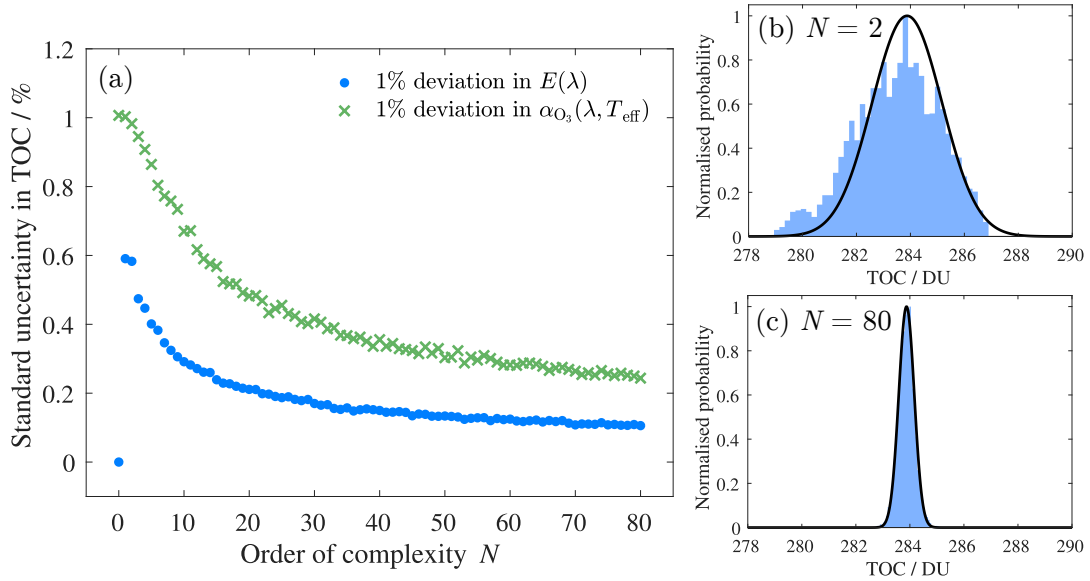 (a)
1% deviation in E(λ)
1% deviation in α_O₃(λ, T_eff)
Standard uncertainty in TOC / %
1.2
1
0.8
0.6
0.4
0.2
0
0 10 20 30 40 50 60 70 80
Order of complexity N
(b) N = 2
Normalised probability
1
0.8
0.6
0.4
0.2
0
278 280 282 284 286 288 290
TOC / DU
(c) N = 80
Normalised probability
1
0.8
0.6
0.4
0.2
0
278 280 282 284 286 288 290
TOC / DU